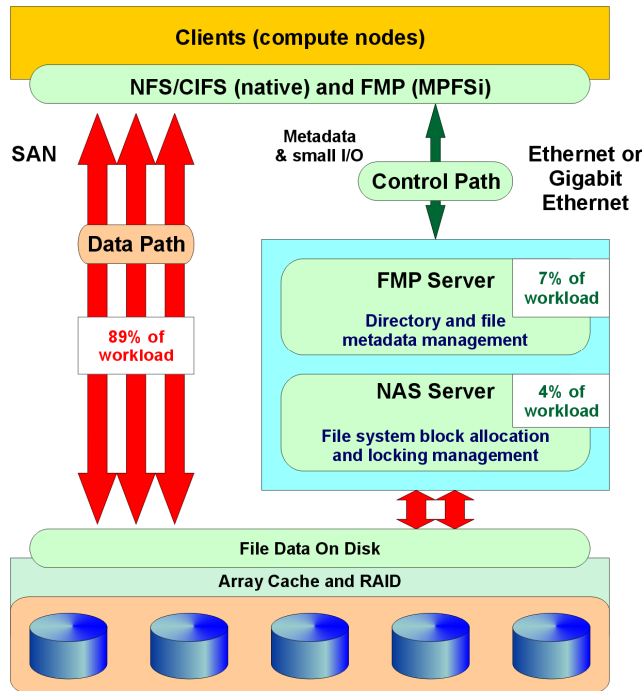 Clients (compute nodes)
NFS/CIFS (native) and FMP (MPFSi)
SAN
Metadata
& small I/O
Ethernet or
Gigabit
Ethernet
Control Path
Data Path
FMP Server
7% of
workload
Directory and file
metadata management
89% of
workload
NAS Server
4% of
workload
File system block allocation
and locking management
File Data On Disk
Array Cache and RAID